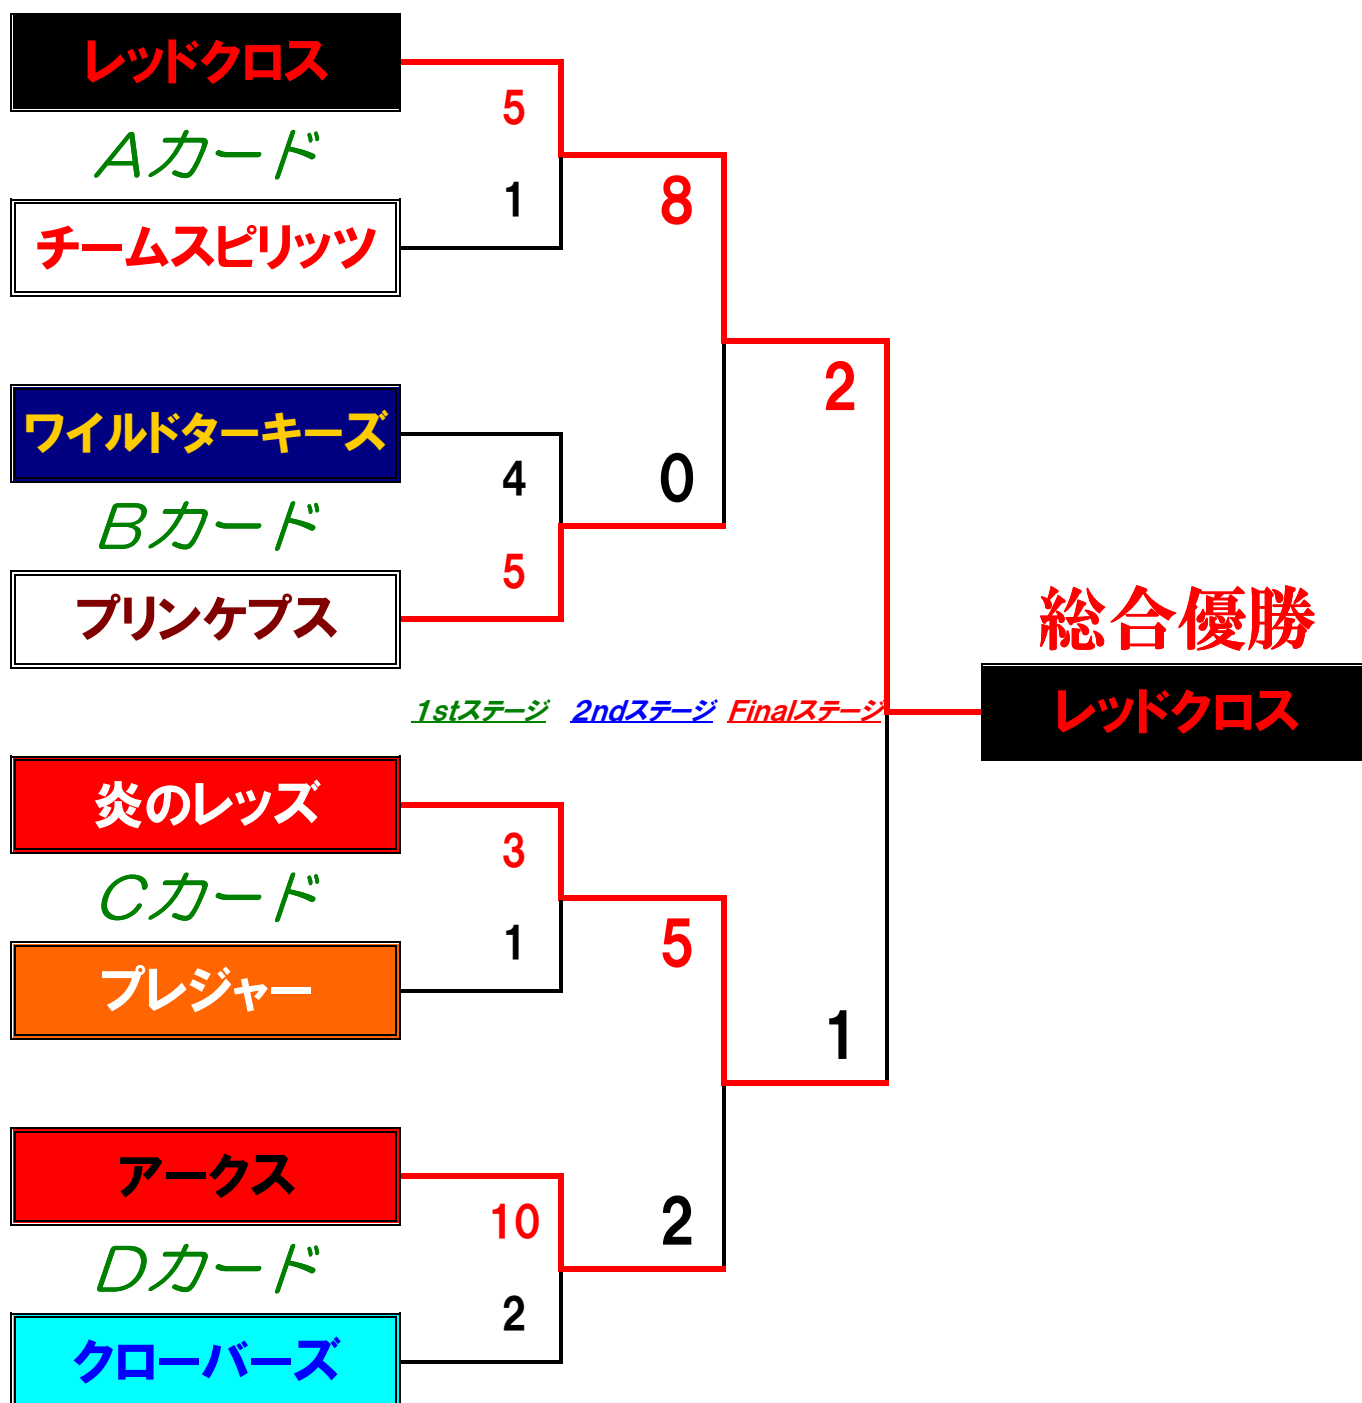 レッドクロス
5
Aカード
1
8
チームスピリッツ
2
ワイルドターキーズ
4
0
Bカード
5
プリンケプス
総合優勝
レッドクロス
1stステージ 2ndステージ Finalステージ
炎のレッズ
3
Cカード
1
5
プレジャー
1
アークス
10
2
Dカード
2
クローバーズ